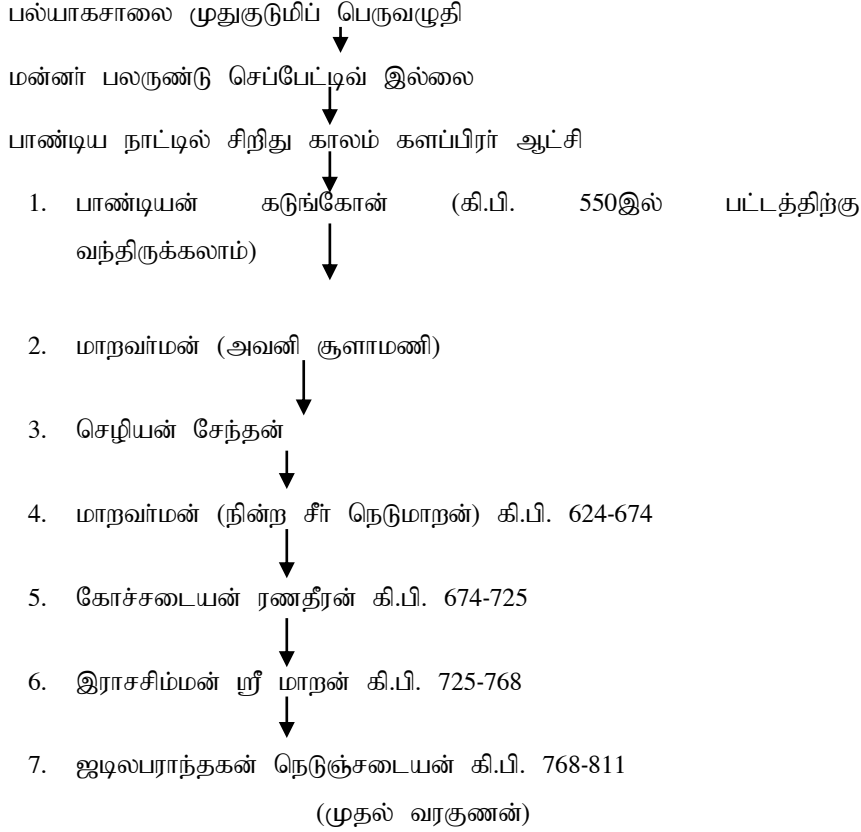 பல்யாகசாலை முதுகுடுமிப் பெருவழுதி
மன்னர் பலருண்டு செப்பேட்டிவ் இல்லை
பாண்டிய நாட்டில் சிறிது காலம் களப்பிரர் ஆட்சி
1. பாண்டியன் கடுங்கோன் (கி.பி. 550இல் பட்டத்திற்கு
வந்திருக்கலாம்)
2. மாறவர்மன் (அவனி சூளாமணி)
3. செழியன் சேந்தன்
4. மாறவர்மன் (நின்ற சீர் நெடுமாறன்) கி.பி. 624-674
5. கோச்சடையன் ரணதீரன் கி.பி. 674-725
6. இராசசிம்மன் ஸ்ரீ மாறன் கி.பி. 725-768
7. ஜடிலபராந்தகன் நெடுஞ்சடையன் கி.பி. 768-811
(முதல் வரகுணன்)